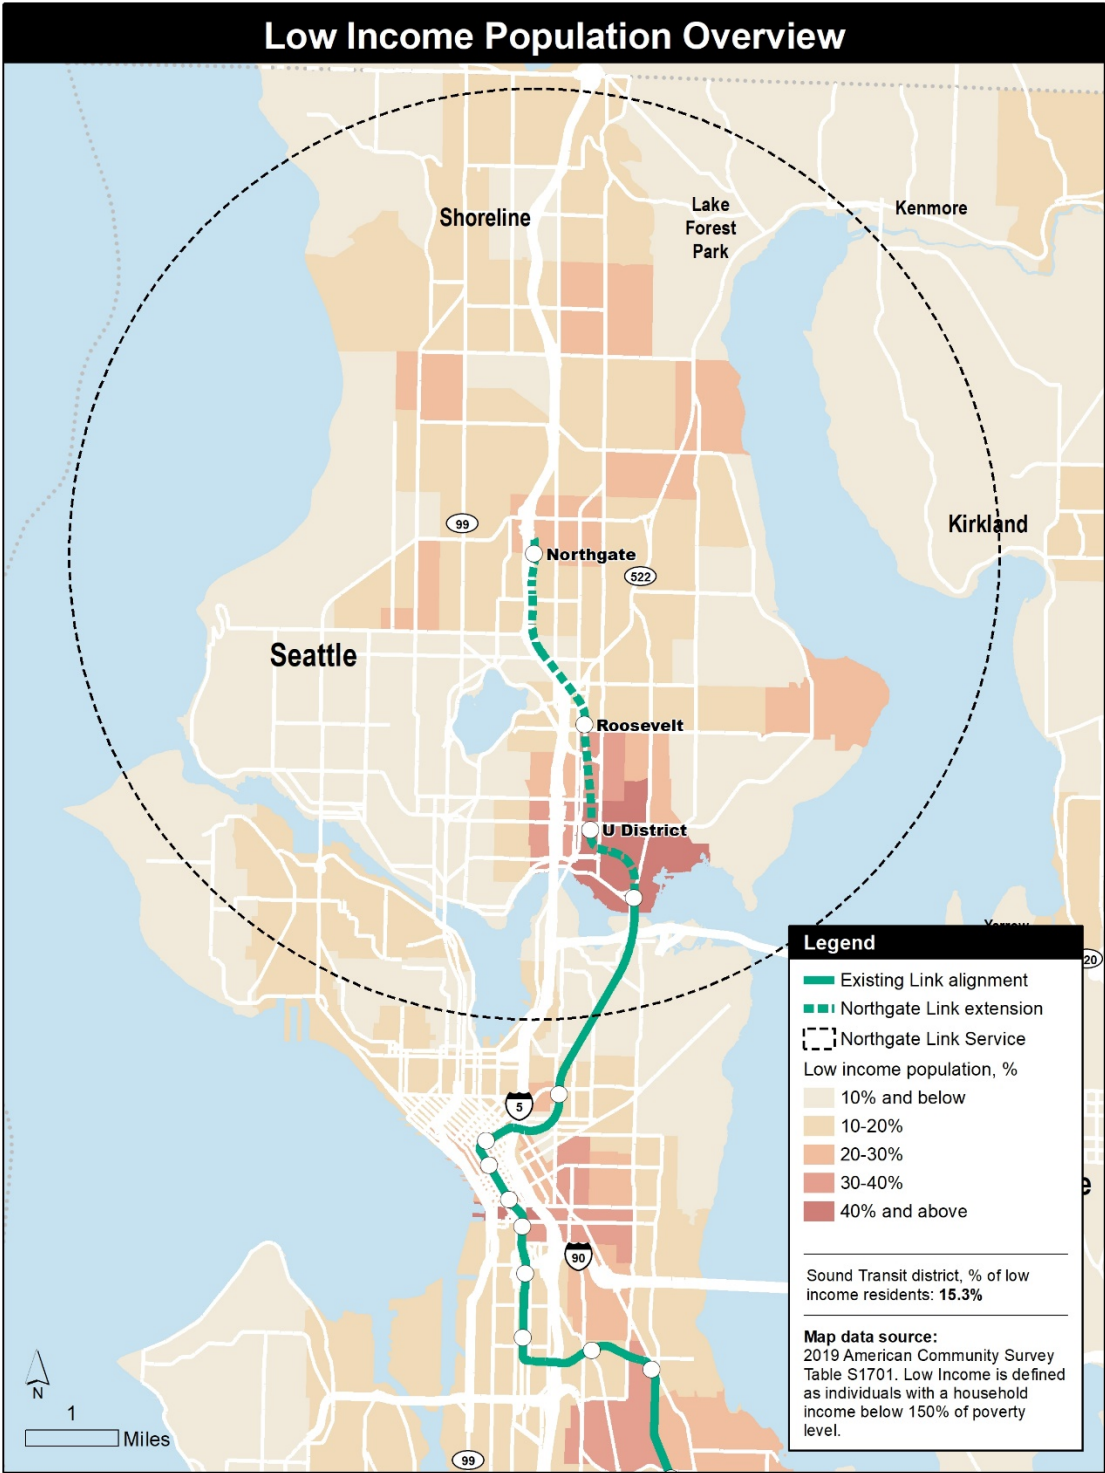 Low Income Population Overview
Shoreline
Lake
Forest
Park
Kenmore
99
Northgate
Kirkland
522
Seattle
Roosevelt
U District
20
5
90
99
N
1
Miles
Legend
Existing Link alignment
Northgate Link extension
Northgate Link Service
Low income population, %
10% and below
10-20%
20-30%
30-40%
40% and above
Sound Transit district, % of low
income residents: 15.3%
Map data source:
2019 American Community Survey
Table S1701. Low Income is defined
as individuals with a household
income below 150% of poverty
level.